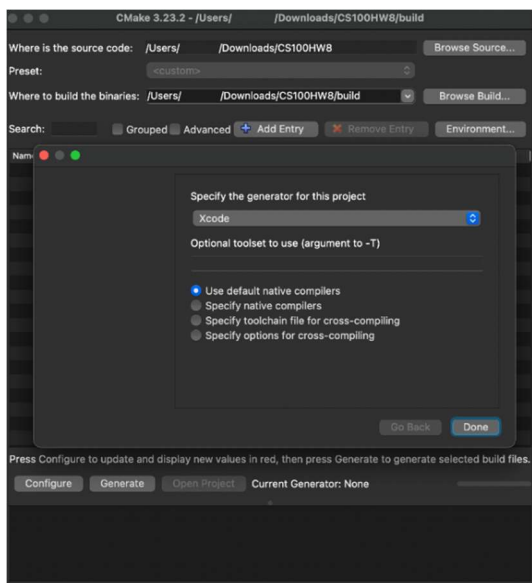 CMake 3.23.2 - /Users/ /Downloads/CS100HW8/build
Where is the source code: /Users/ /Downloads/CS100HW8 Browse Source...
Preset: <custom>
Where to build the binaries: /Users/ /Downloads/CS100HW8/build Browse Build...
Search: Grouped Advanced Add Entry Remove Entry Environment...
Specify the generator for this project
Xcode
Optional toolset to use (argument to -T)
Use default native compilers
Specify native compilers
Specify toolchain file for cross-compiling
Specify options for cross-compiling
Go Back Done
Press Configure to update and display new values in red, then press Generate to generate selected build files.
Configure Generate Open Project Current Generator: None